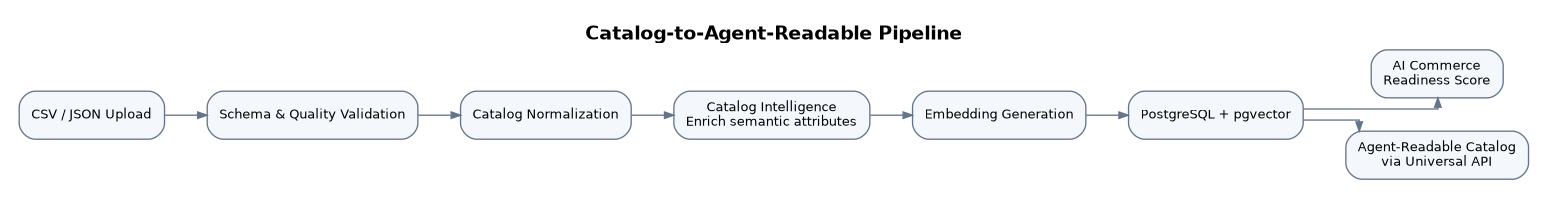 Catalog-to-Agent-Readable Pipeline
CSV / JSON Upload
Schema & Quality Validation
Catalog Normalization
Catalog Intelligence
Enrich semantic attributes
Embedding Generation
PostgreSQL + pgvector
AI Commerce
Readiness Score
Agent-Readable Catalog
via Universal API